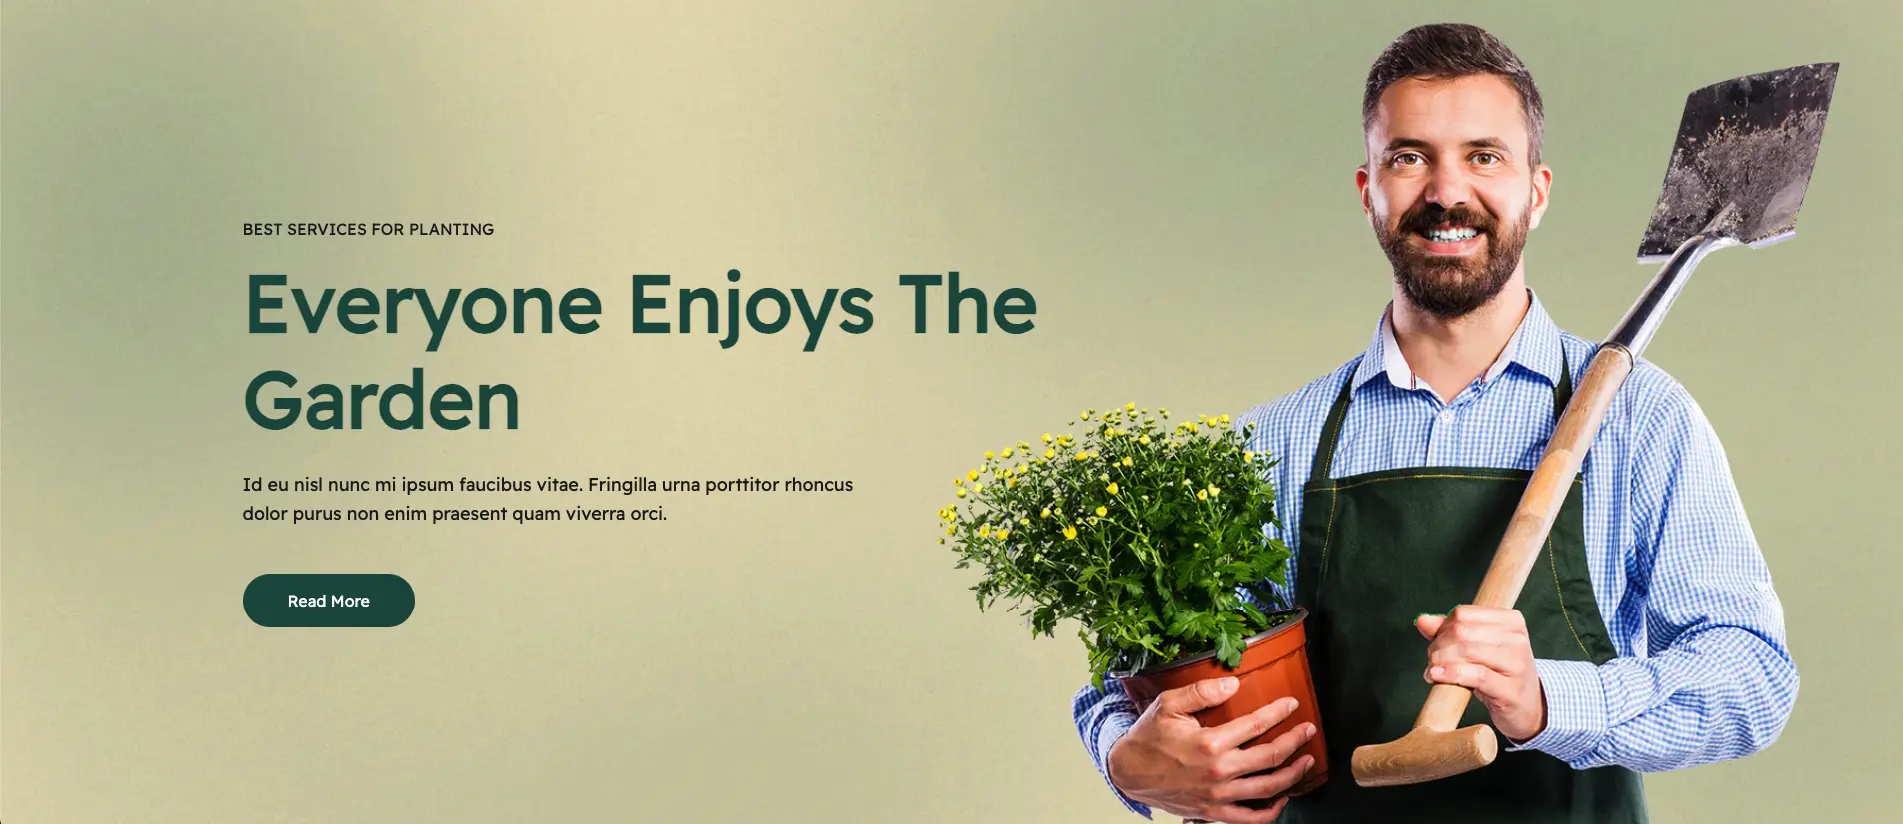 BEST SERVICES FOR PLANTING
Everyone Enjoys The
Garden
Id eu nisl nunc mi ipsum faucibus vitae. Fringilla urna porttitor rhoncus
dolor purus non enim praesent quam viverra orci.
Read More